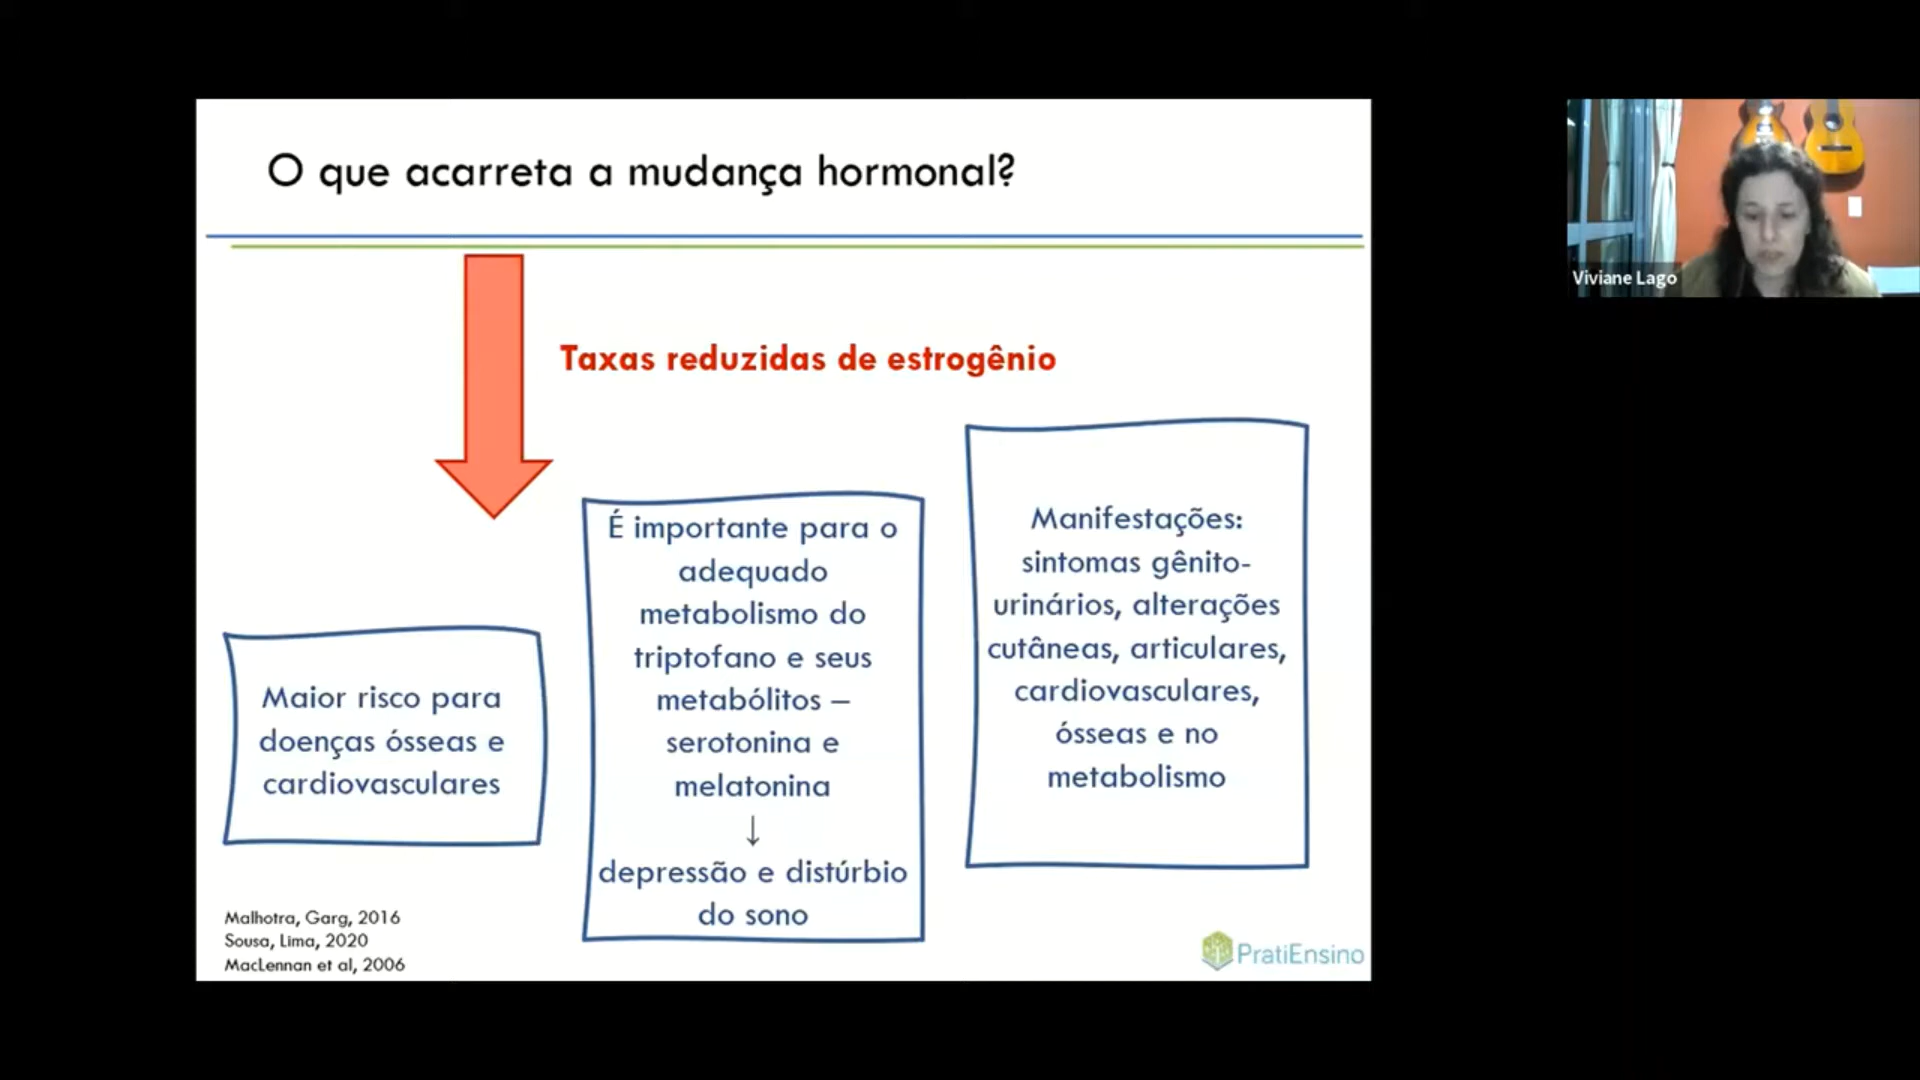 O que acarreta a mudança hormonal?
Taxas reduzidas de estrogênio
Maior risco para
doenças ósseas e
cardiovasculares
É importante para o
adequado
metabolismo do
triptofano e seus
metabólitos –
serotonina e
melatonina
↓
depressão e distúrbio
do sono
Manifestações:
sintomas gênito-
urinários, alterações
cutâneas, articulares,
cardiovasculares,
ósseas e no
metabolismo
Malhotra, Garg, 2016
Sousa, Lima, 2020
MacLennan et al, 2006
PratiEnsino
Viviane Lago